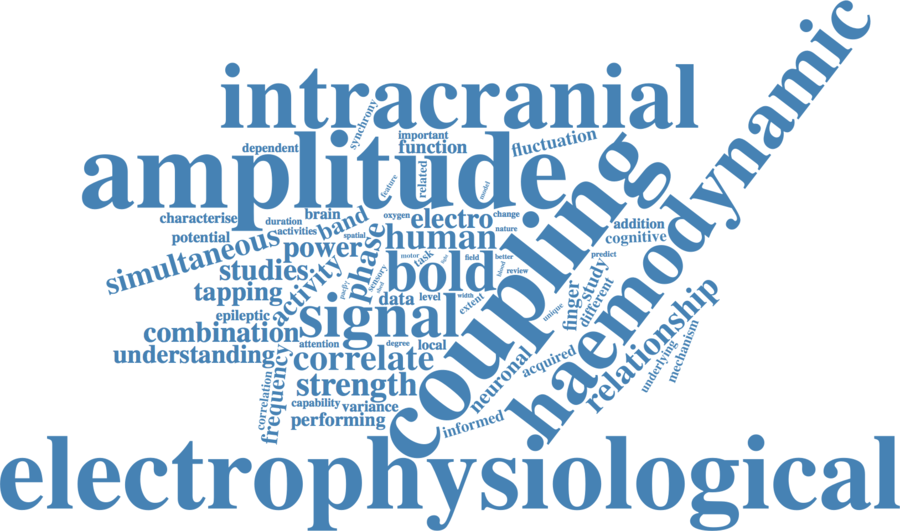 haemodynamic
intracranial
synchrony
important
function
fluctuation
dependent
amplitude
coupling
related
feature
model
characterise
duration
brain
band
oxygen
electro
change
addition
potential
activities
spatial
human
nature
cognitive
simultaneous
power
phase
motor
task
light
field
better
predict
studies
activity
sensory
bold
blood
review
study
tapping
partly
shed
data
level
width
extent
unique
finger
different
epileptic
signal
combination
attention
degree
local
relationship
understanding
correlate
neuronal
acquired
underlying
mechanism
correlation
frequency
strength
capability
variance
performing
informed
electrophysiological